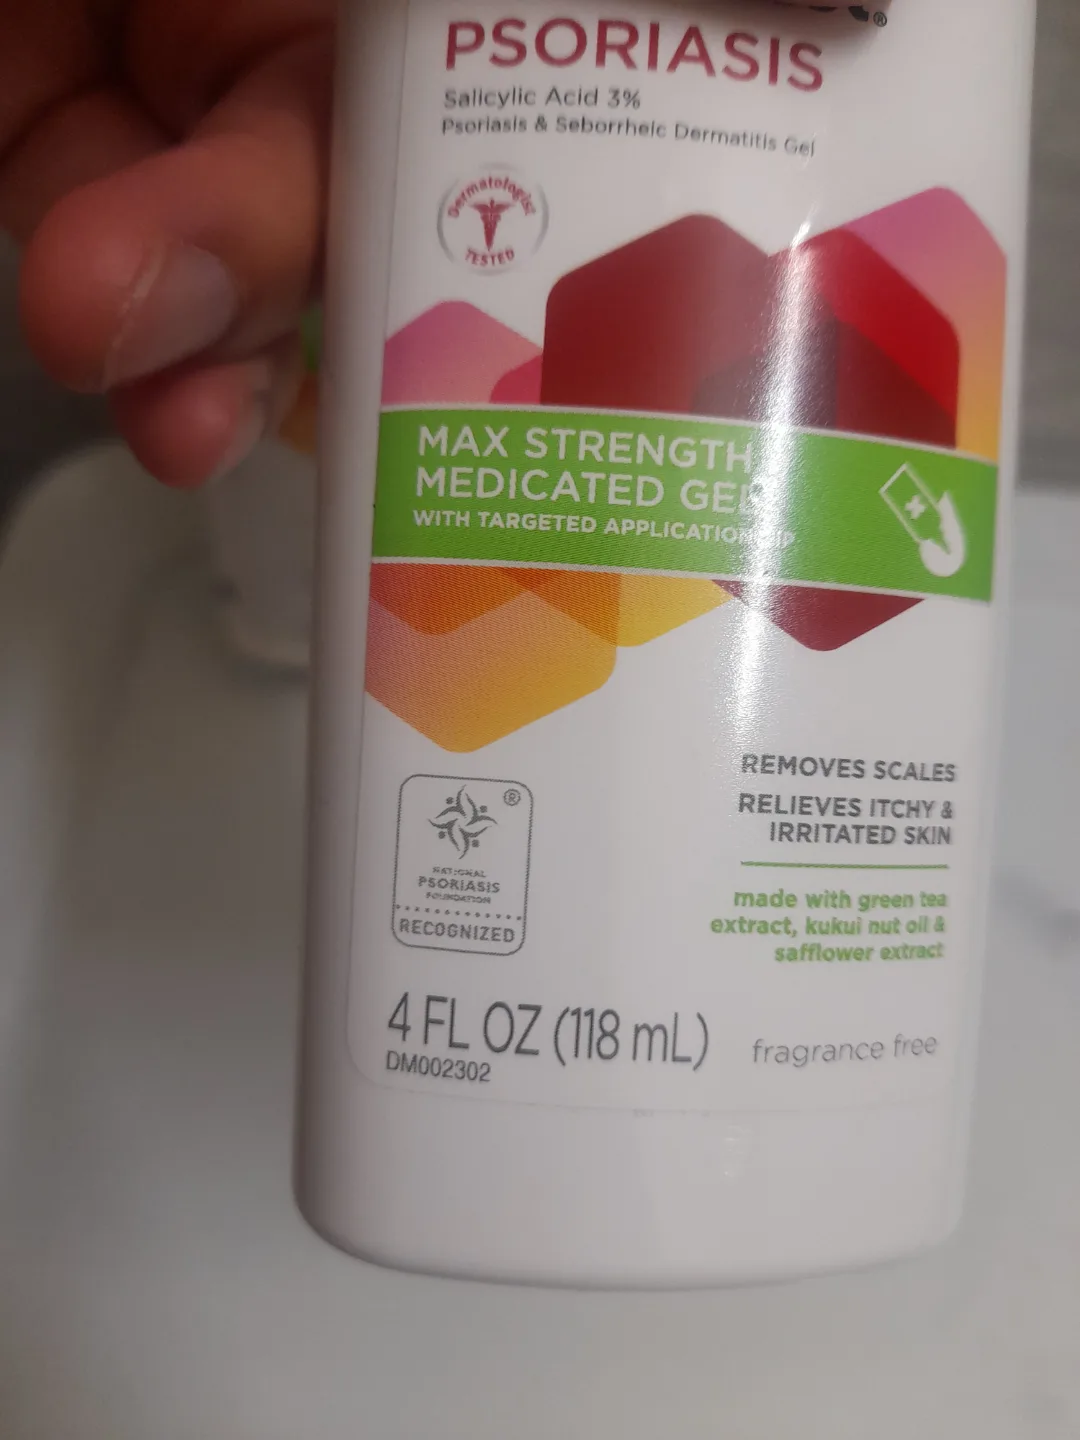 PSORIASIS
Salicylic Acid 3%
Psoriasis & Seborrheic Dermatitis Gel
Dermatologist
TESTED
MAX STRENGTH
MEDICATED GEL
WITH TARGETED APPLICATION TIP
REMOVES SCALES
RELIEVES ITCHY &
IRRITATED SKIN
made with green tea
extract, kukui nut oil &
safflower extract
®
NATIONAL
PSORIASIS
FOUNDATION
RECOGNIZED
4 FL OZ (118 mL)
fragrance free
DM002302